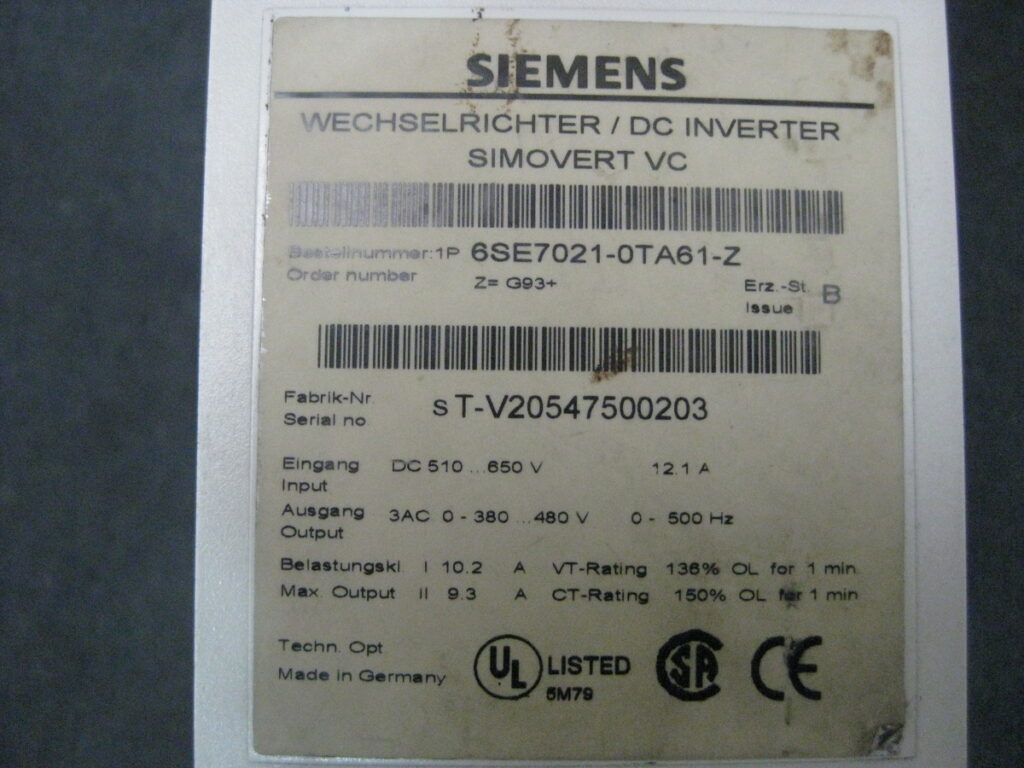 SIEMENS
WECHSELRICHTER / DC INVERTER
SIMOVERT VC
Bestellnummer:1P 6SE7021-0TA61-Z
Order number Z= G93+
Erz.-St. B
Issue
Fabrik-Nr.
Serial no. sT-V20547500203
Eingang DC 510 ...650 V 12.1 A
Input
Ausgang 3AC 0 - 380 ...480 V 0 - 500 Hz
Output
Belastungskl. I 10.2 A VT-Rating 136% OL for 1 min.
Max. Output II 9.3 A CT-Rating 150% OL for 1 min
Techn. Opt
Made in Germany
UL LISTED
5M79
SA
CE